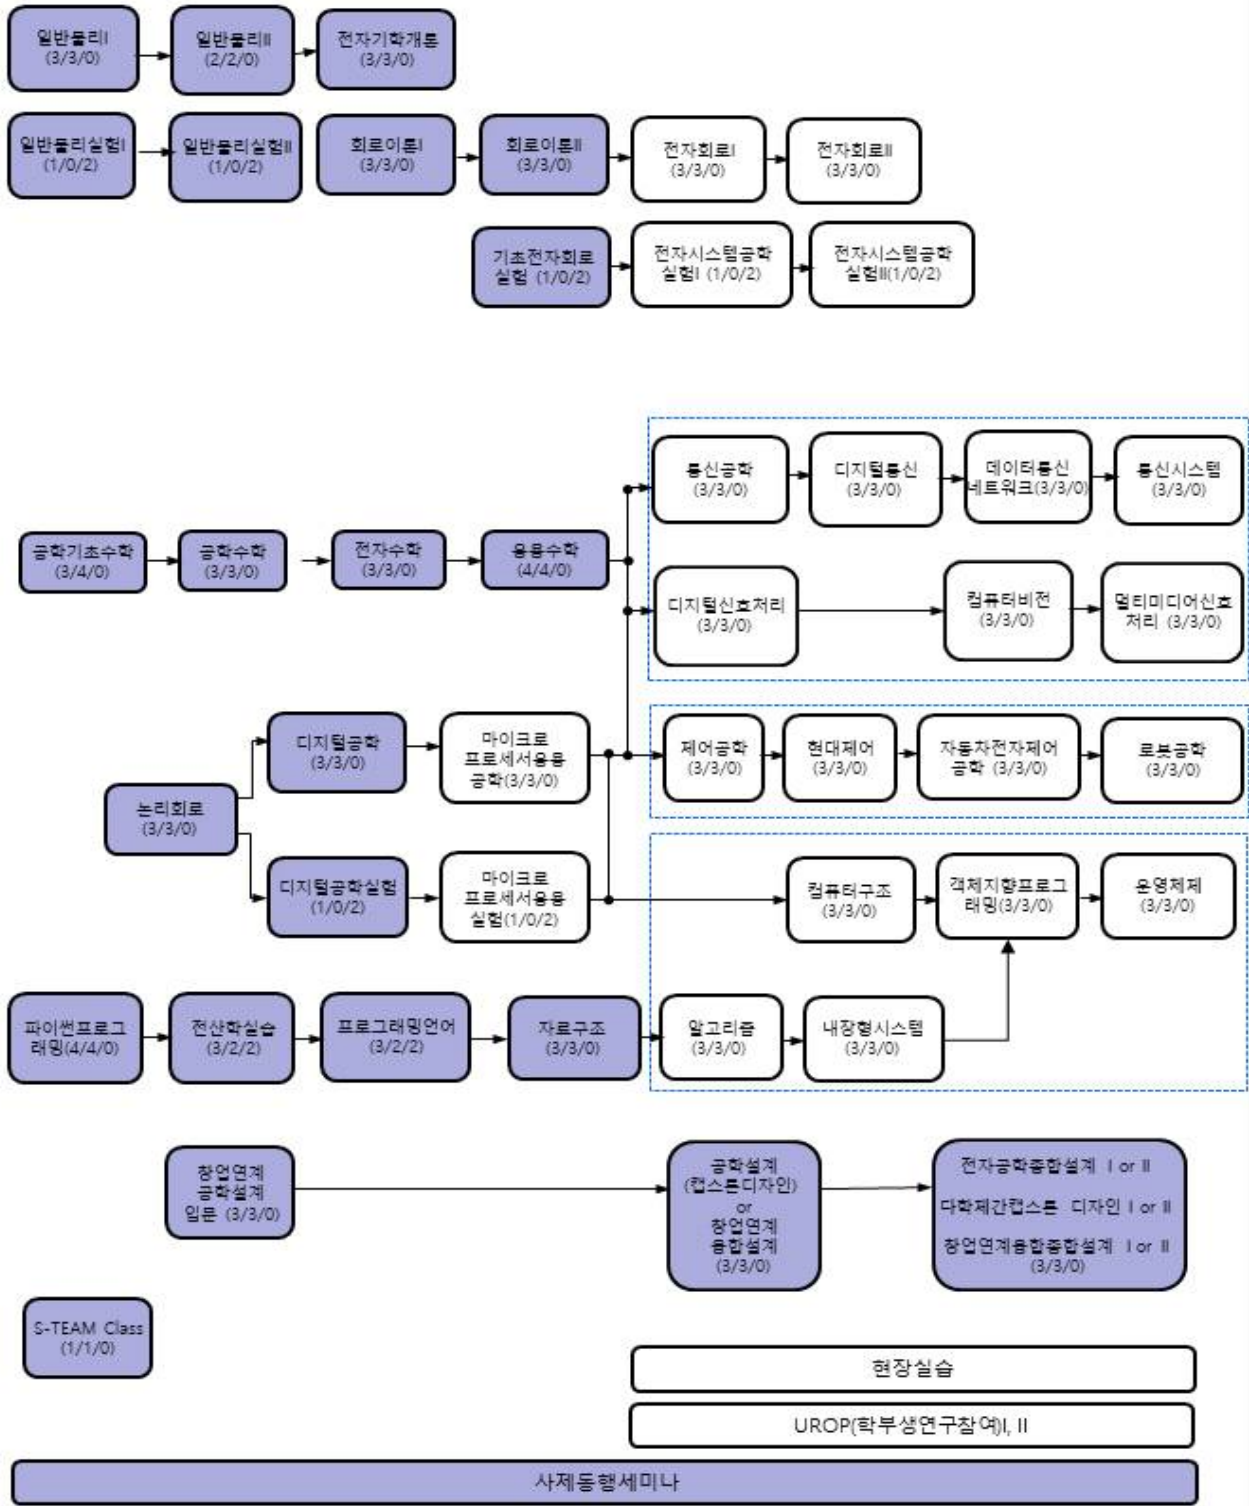 일반물리I
(3/3/0)
일반물리II
(2/2/0)
전자기학개론
(3/3/0)
일반물리실험I
(1/0/2)
일반물리실험II
(1/0/2)
회로이론I
(3/3/0)
회로이론II
(3/3/0)
전자회로I
(3/3/0)
전자회로II
(3/3/0)
기초전자회로
실험 (1/0/2)
전자시스템공학
실험I (1/0/2)
전자시스템공학
실험II(1/0/2)
통신공학
(3/3/0)
디지털통신
(3/3/0)
데이터통신
네트워크(3/3/0)
통신시스템
(3/3/0)
공학기초수학
(3/4/0)
공학수학
(3/3/0)
전자수학
(3/3/0)
응용수학
(4/4/0)
디지털신호처리
(3/3/0)
컴퓨터비전
(3/3/0)
멀티미디어신호
처리 (3/3/0)
디지털공학
(3/3/0)
마이크로
프로세서응용
공학(3/3/0)
제어공학
(3/3/0)
현대제어
(3/3/0)
자동차전자제어
공학 (3/3/0)
로봇공학
(3/3/0)
논리회로
(3/3/0)
디지털공학실험
(1/0/2)
마이크로
프로세서응용
실험(1/0/2)
컴퓨터구조
(3/3/0)
객체지향프로그
래밍(3/3/0)
운영체제
(3/3/0)
파이썬프로그
래밍(4/4/0)
전산학실습
(3/2/2)
프로그래밍언어
(3/2/2)
자료구조
(3/3/0)
알고리즘
(3/3/0)
내장형시스템
(3/3/0)
창업연계
공학설계
입문 (3/3/0)
공학설계
(캡스톤디자인)
or
창업연계
융합설계
(3/3/0)
전자공학종합설계 I or II
다학제간캡스톤 디자인 I or II
창업연계융합종합설계 I or II
(3/3/0)
S-TEAM Class
(1/1/0)
현장실습
UROP(학부생연구참여)I, II
사제동행세미나